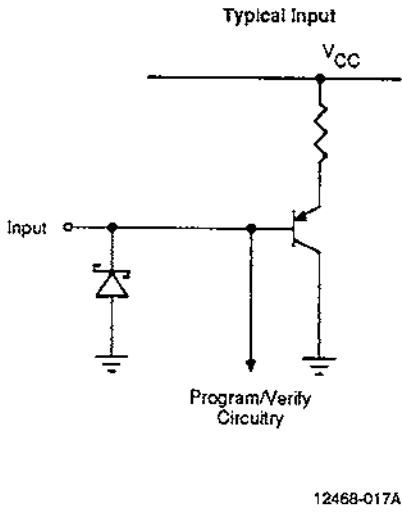 Typical Input
VCC
Input
Program/Verify
Circuitry
12468-017A